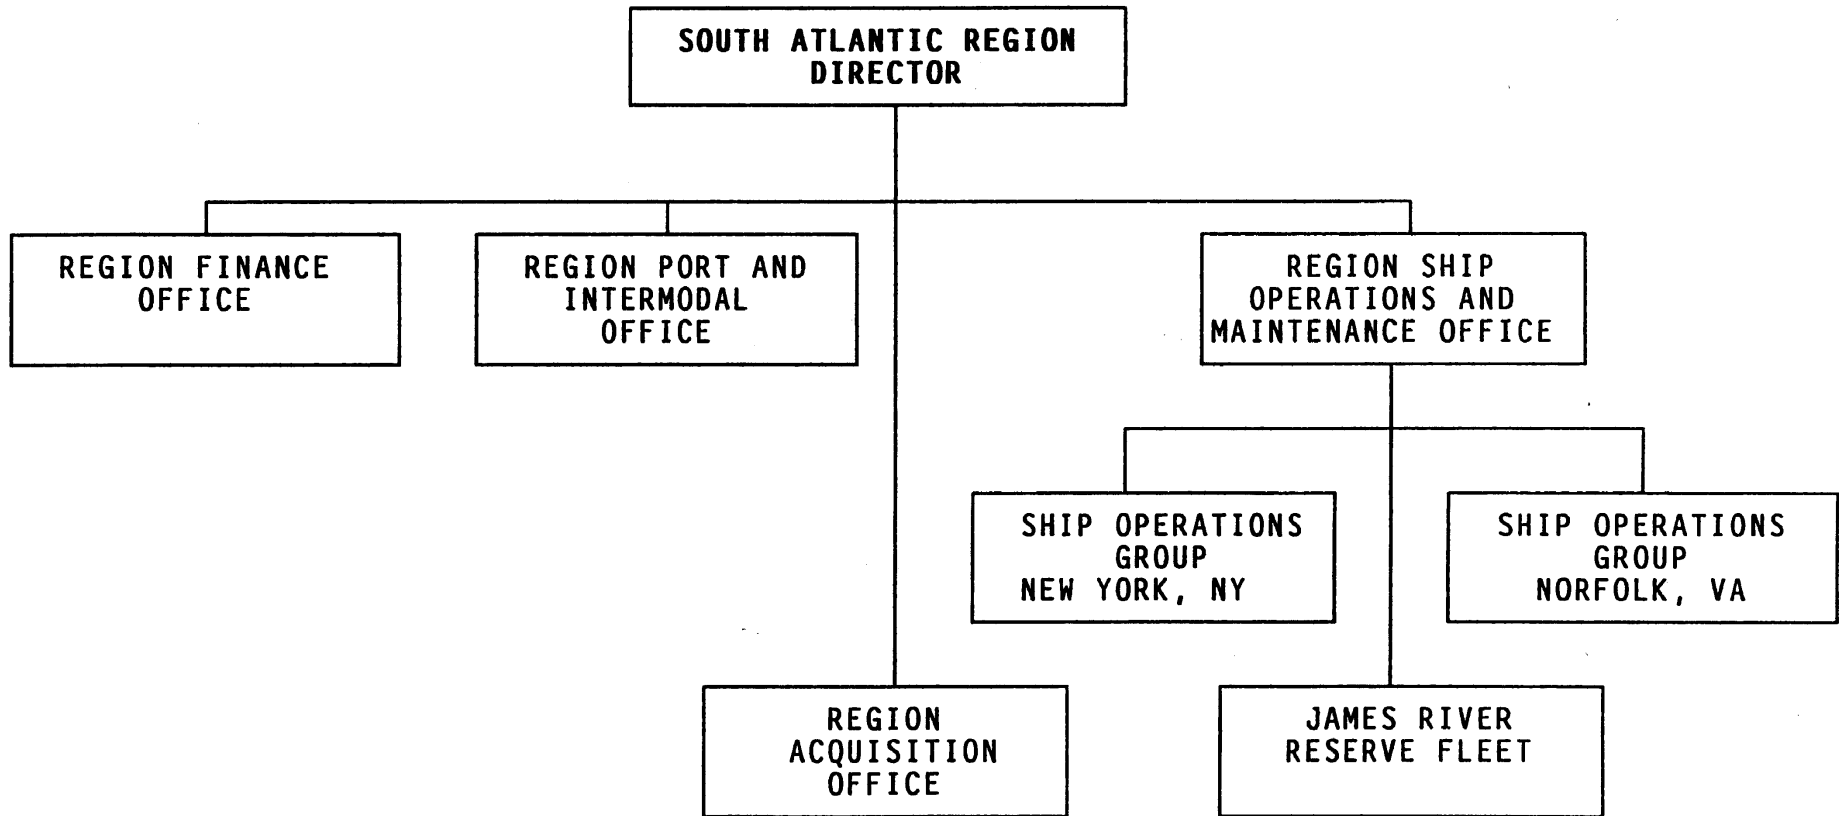 SOUTH ATLANTIC REGION
DIRECTOR
REGION FINANCE
OFFICE
REGION PORT AND
INTERMODAL
OFFICE
REGION SHIP
OPERATIONS AND
MAINTENANCE OFFICE
SHIP OPERATIONS
GROUP
NEW YORK, NY
SHIP OPERATIONS
GROUP
NORFOLK, VA
REGION
ACQUISITION
OFFICE
JAMES RIVER
RESERVE FLEET